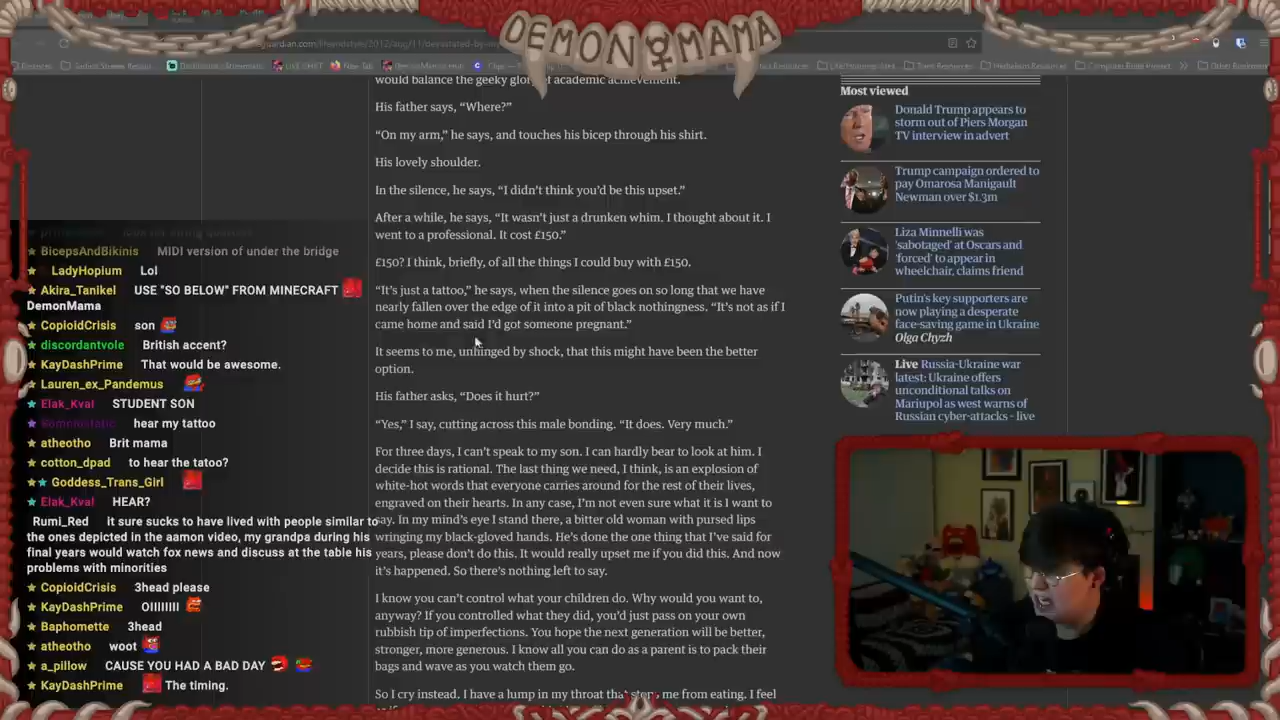 DEMON MAMA
would balance the geeky glory of academic achievement.
His father says, “Where?”
“On my arm,” he says, and touches his bicep through his shirt.
His lovely shoulder.
In the silence, he says, “I didn’t think you’d be this upset.”
After a while, he says, “It wasn’t just a drunken whim. I thought about it. I
went to a professional. It cost £150.”
£150? I think, briefly, of all the things I could buy with £150.
“It’s just a tattoo,” he says, when the silence goes on so long that we have
nearly fallen over the edge of it into a pit of black nothingness. “It’s not as if I
came home and said I’d got someone pregnant.”
It seems to me, unhinged by shock, that this might have been the better
option.
His father asks, “Does it hurt?”
“Yes,” I say, cutting across this male bonding. “It does. Very much.”
For three days, I can’t speak to my son. I can hardly bear to look at him. I
decide this is rational. The last thing we need, I think, is an explosion of
white-hot words that everyone carries around for the rest of their lives,
engraved on their hearts. In any case, I’m not even sure what it is I want to
say. In my mind’s eye I stand there, a bitter old woman with pursed lips
wringing my black-gloved hands. He’s done the one thing that I’ve said for
years, please don’t do this. It would really upset me if you did this. And now
it’s happened. So there’s nothing left to say.
I know you can’t control what your children do. Why would you want to,
anyway? If you controlled what they did, you’d just pass on your own
rubbish tip of imperfections. You hope the next generation will be better,
stronger, more generous. I know all you can do as a parent is to pack their
bags and wave as you watch them go.
So I cry instead. I have a lump in my throat that stops me from eating. I feel
Most viewed
Donald Trump appears to
storm out of Piers Morgan
TV interview in advert
Trump campaign ordered to
pay Omarosa Manigault
Newman over $1.3m
Liza Minnelli was
'sabotaged' at Oscars and
'forced' to appear in
wheelchair, claims friend
Putin's key supporters are
now playing a desperate
face-saving game in Ukraine
Olga Chyzh
Live Russia-Ukraine war
latest: Ukraine offers
unconditional talks on
Mariupol as west warns of
Russian cyber-attacks – live
BicepsAndBikinis MIDI version of under the bridge
LadyHopium Lol
Akira_Tanikel USE "SO BELOW" FROM MINECRAFT
DemonMama
CopioidCrisis son
discordantvole British accent?
KayDashPrime That would be awesome.
Lauren_ex_Pandemus
Elak_Kval STUDENT SON
hear my tattoo
atheotho Brit mama
cotton_dpad to hear the tatoo?
Goddess_Trans_Girl
Elak_Kval HEAR?
Rumi_Red it sure sucks to have lived with people similar to
the ones depicted in the aamon video, my grandpa during his
final years would watch fox news and discuss at the table his
problems with minorities
CopioidCrisis 3head please
KayDashPrime OIIIIIIII
Baphomette 3head
atheotho woot
a_pillow CAUSE YOU HAD A BAD DAY
KayDashPrime The timing.